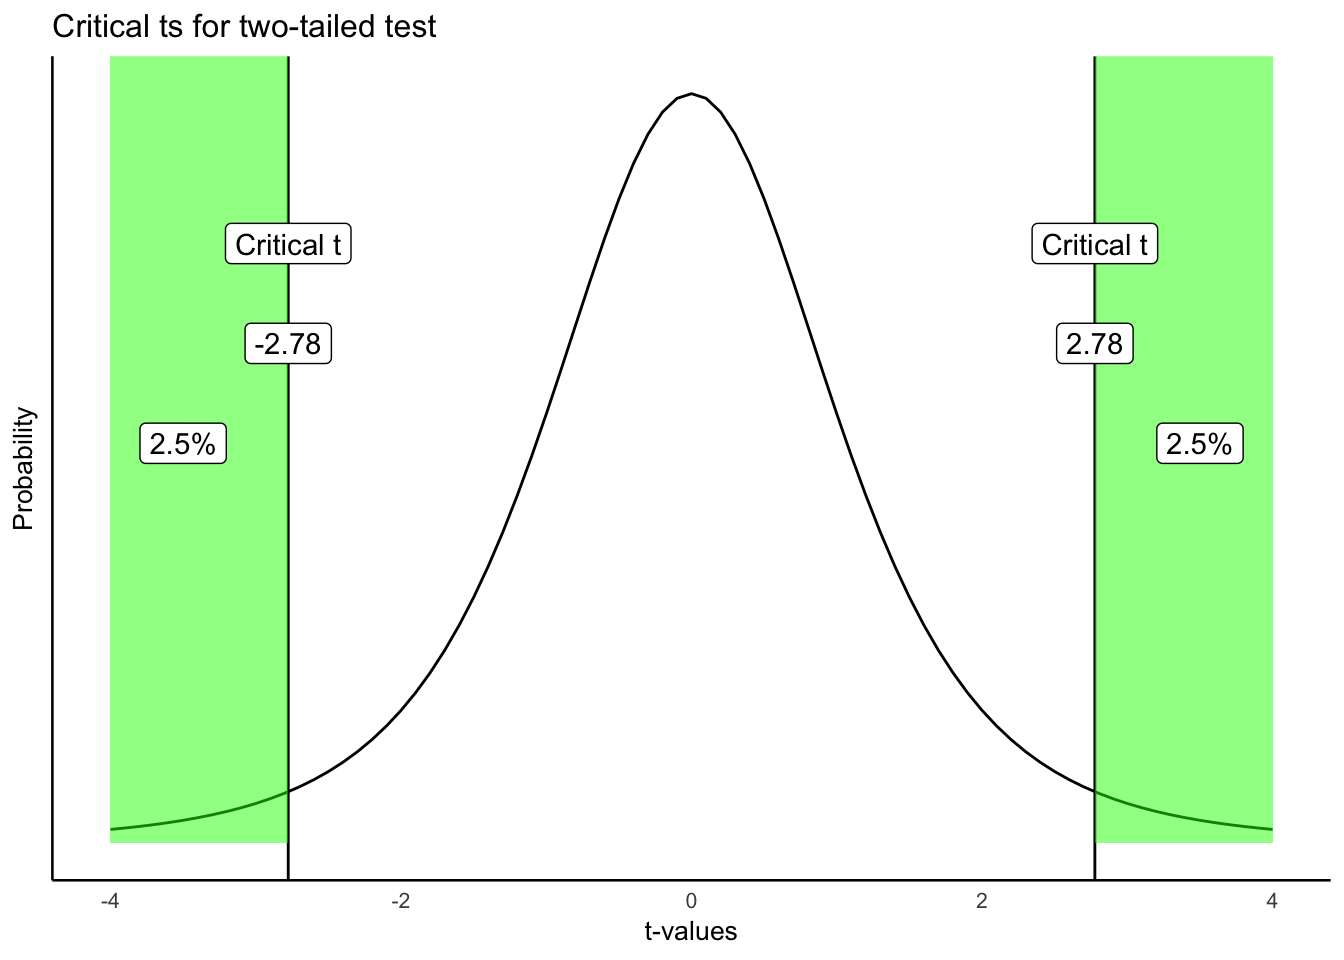 Critical ts for two-tailed test
Critical t
Critical t
-2.78
2.78
2.5%
2.5%
Probability
-4
-2
0
2
4
t-values